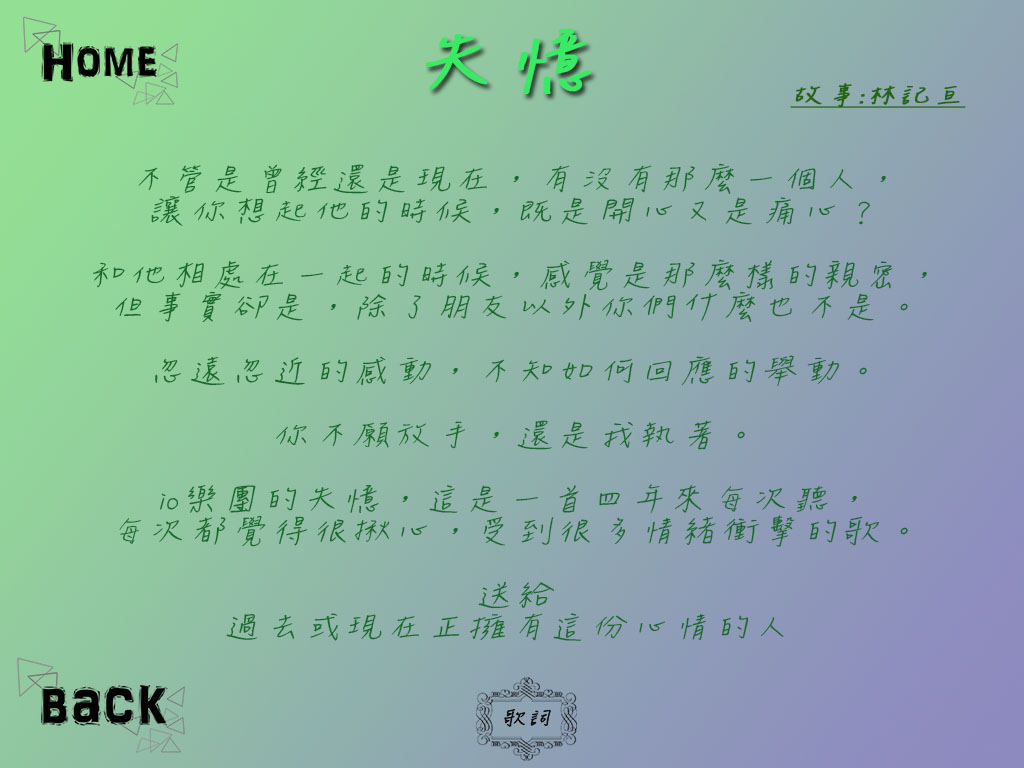 HOME
失憶
故事:林記亘
不管是曾經還是現在，有沒有那麼一個人，
讓你想起他的時候，既是開心又是痛心？
和他相處在一起的時候，感覺是那麼樣的親密，
但事實卻是，除了朋友以外你們什麼也不是。
忽遠忽近的感動，不知如何回應的舉動。
你不願放手，還是我執著。
io樂團的失憶，這是一首四年來每次聽，
每次都覺得很揪心，受到很多情緒衝擊的歌。
送給
過去或現在正擁有這份心情的人
BaCK
歌詞